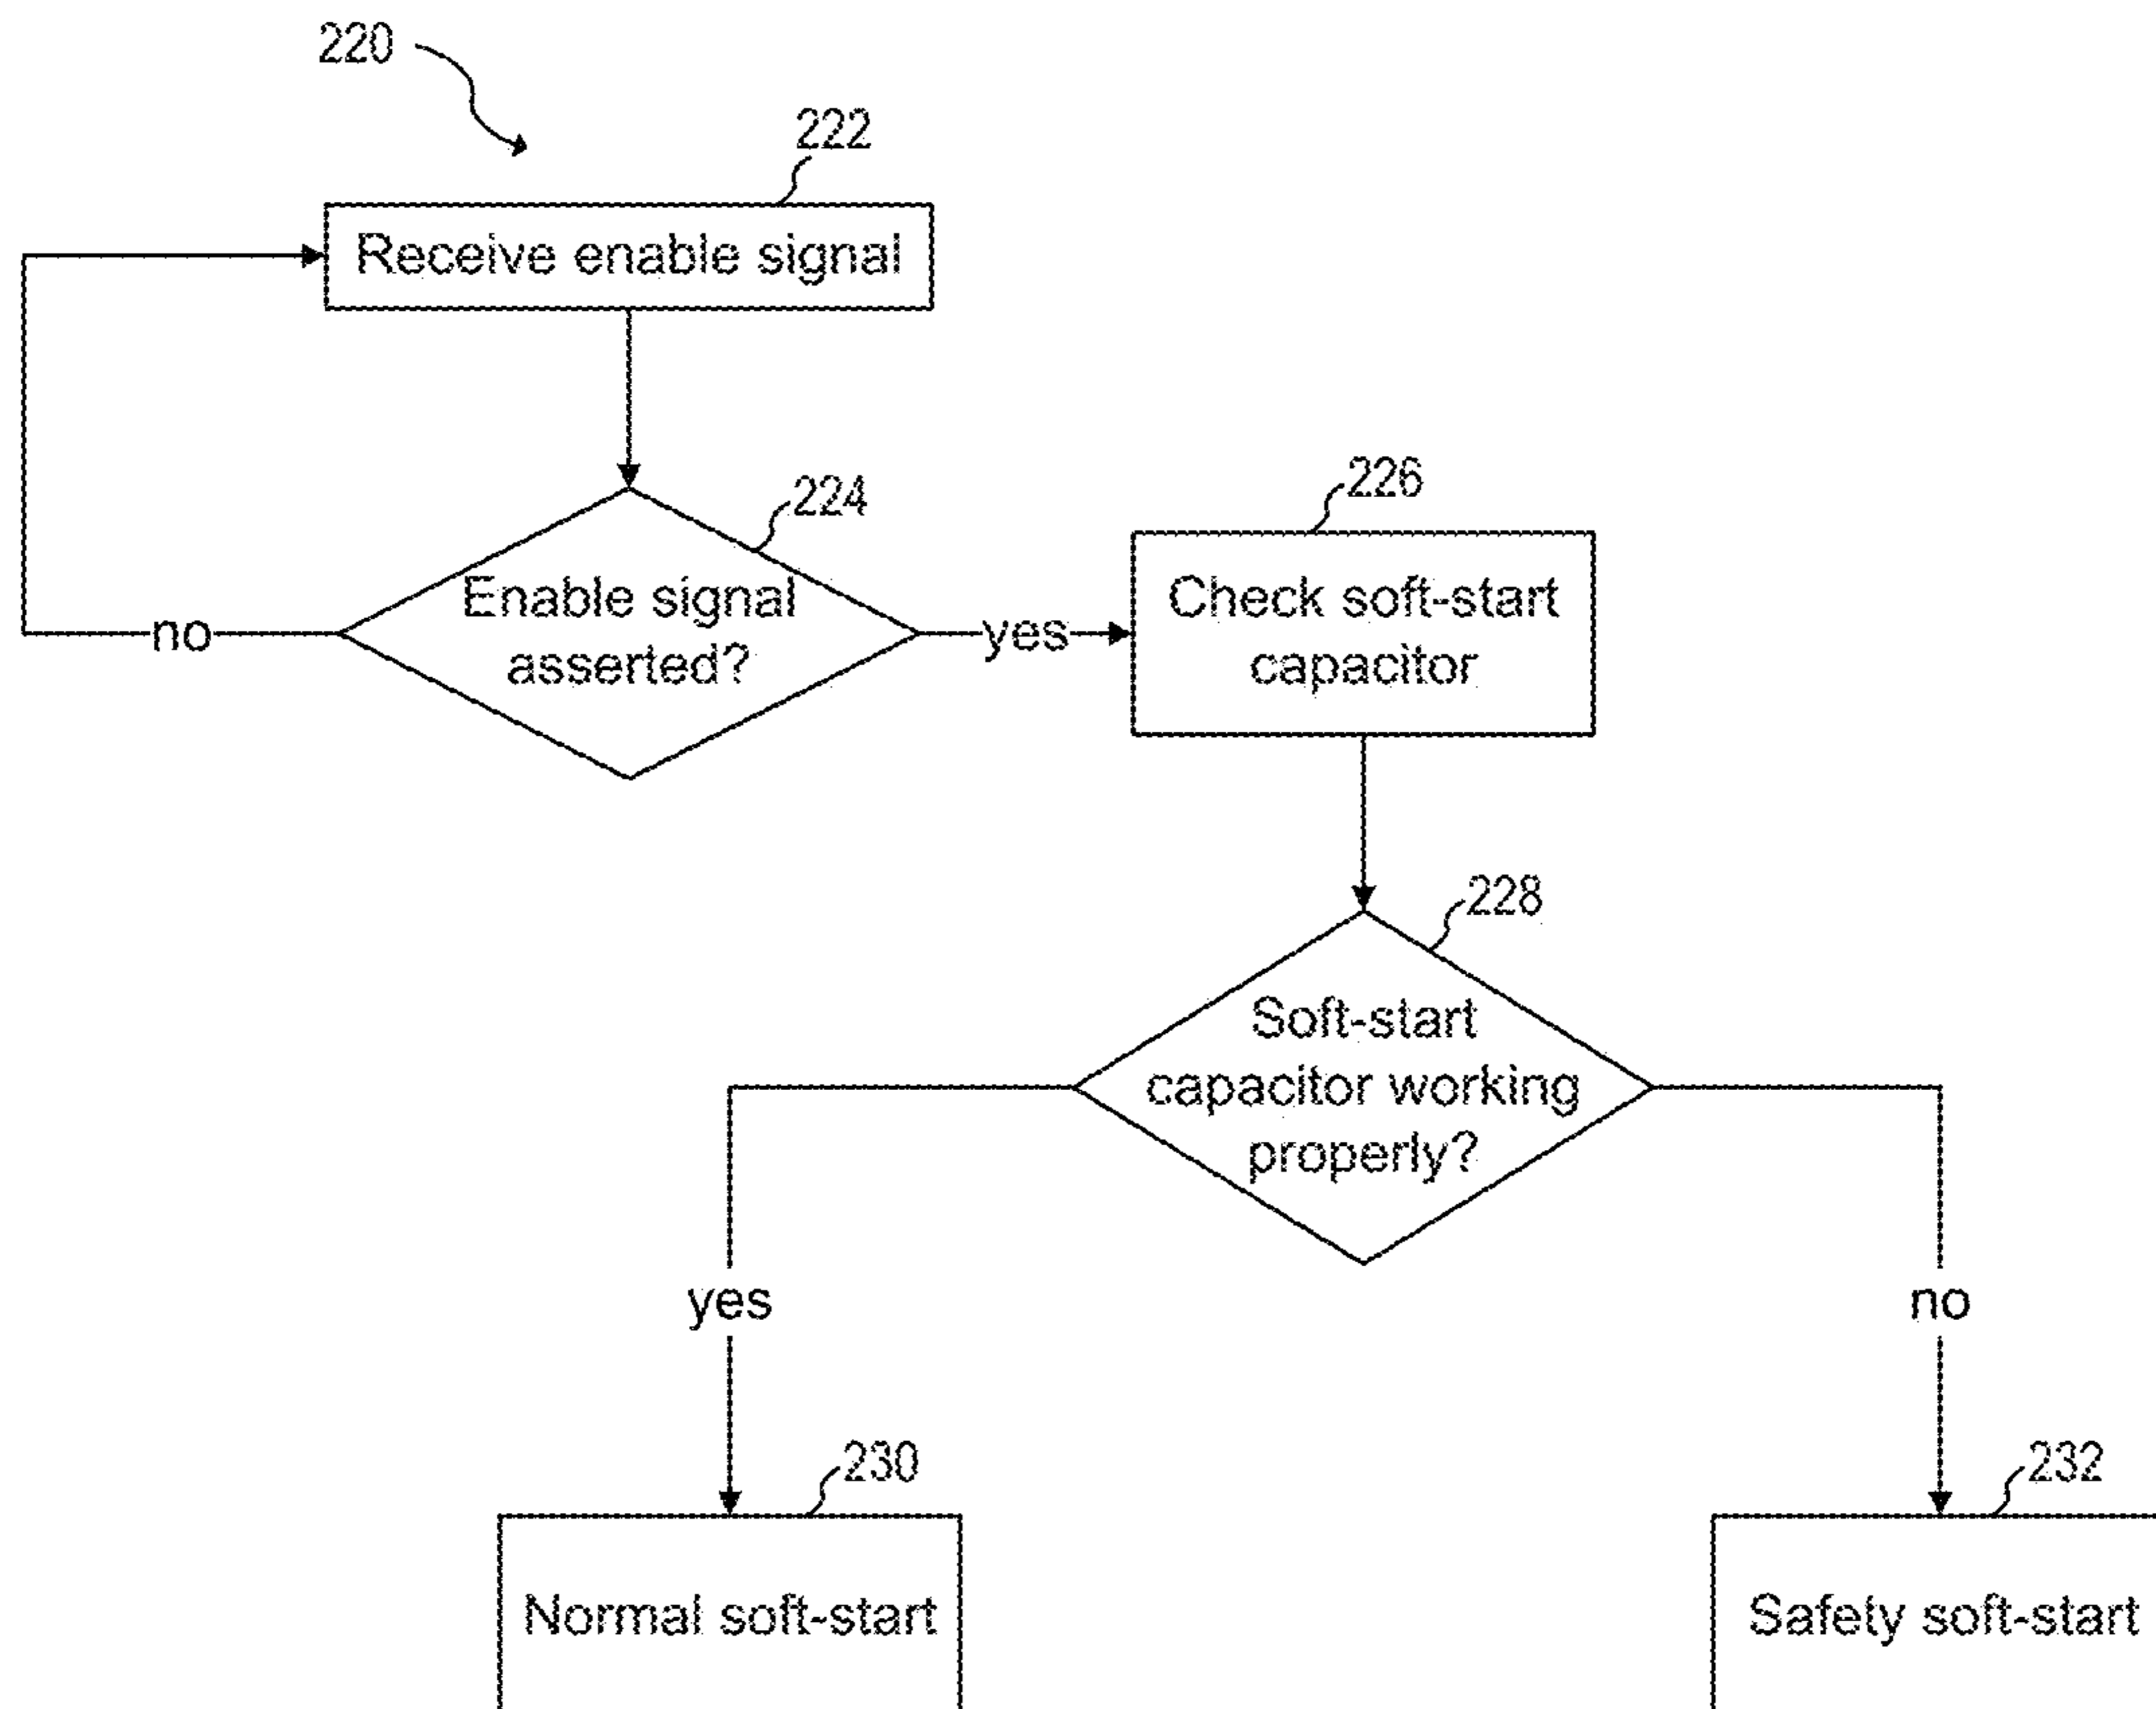 220
222
Receive enable signal
224
Enable signal
asserted?
no
yes
226
Check soft-start
capacitor
228
Soft-start
capacitor working
properly?
yes
no
230
Normal soft-start
232
Safety soft-start